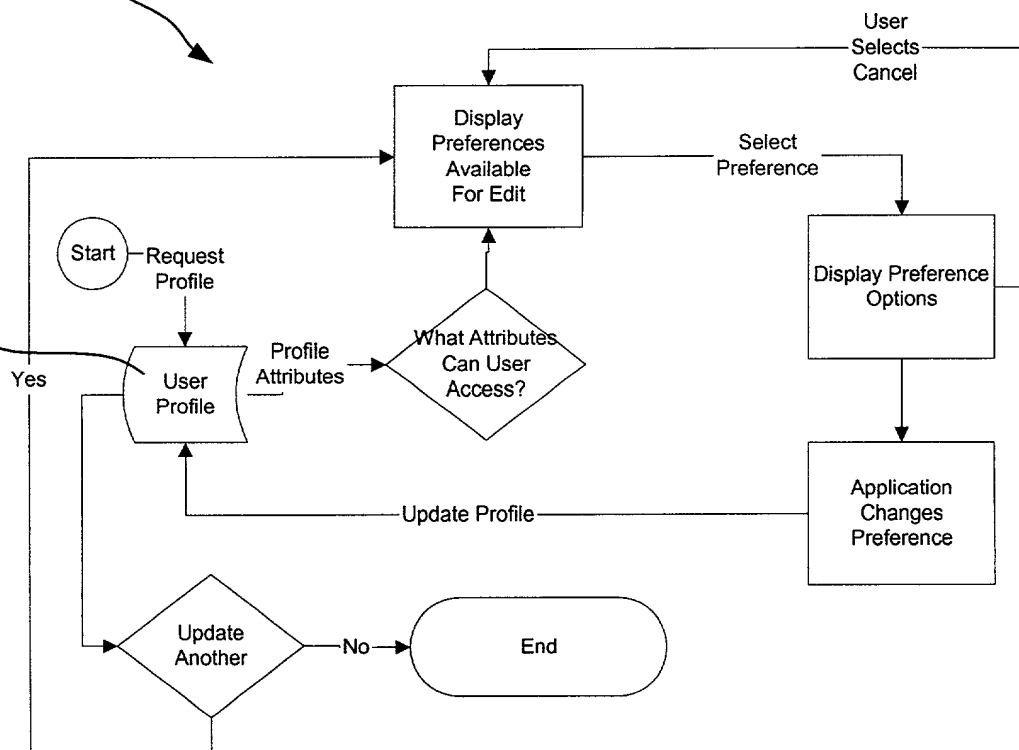 User
Selects
Cancel
Display
Preferences
Available
For Edit
Select
Preference
Start
Request
Profile
Display Preference
Options
What Attributes
Can User
Access?
Profile
Attributes
Yes
User
Profile
Application
Changes
Preference
Update Profile
Update
Another
No
End